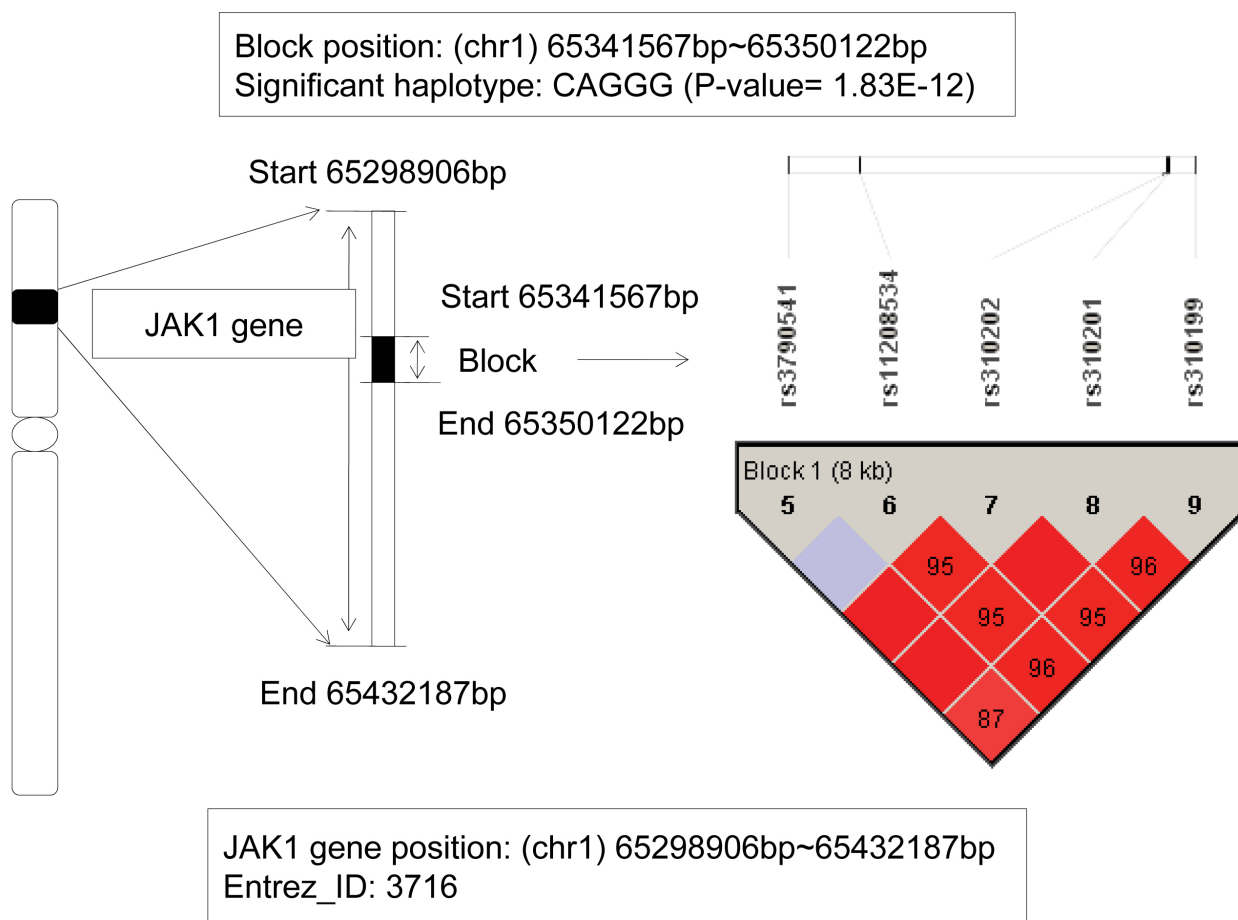 Block position: (chr1) 65341567bp~65350122bp
Significant haplotype: CAGGG (P-value= 1.83E-12)
Start 65298906bp
JAK1 gene
Start 65341567bp
Block
End 65350122bp
End 65432187bp
rs3790541
rs11208534
rs310202
rs310201
rs310199
Block 1 (8 kb)
5 6 7 8 9
95 96
95 95
96
87
JAK1 gene position: (chr1) 65298906bp~65432187bp
Entrez_ID: 3716